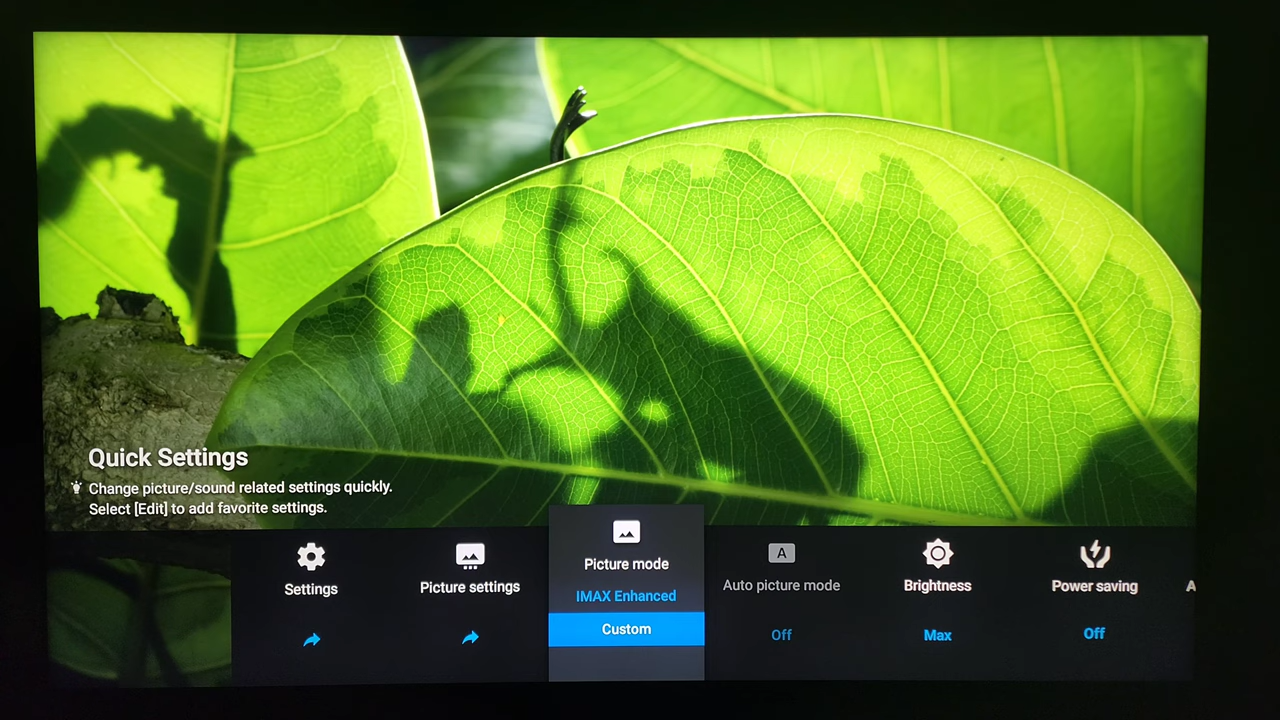 Quick Settings
Change picture/sound related settings quickly.
Select [Edit] to add favorite settings.
Settings
Picture settings
Picture mode
IMAX Enhanced
Custom
A
Auto picture mode
Off
Brightness
Max
Power saving
Off
A